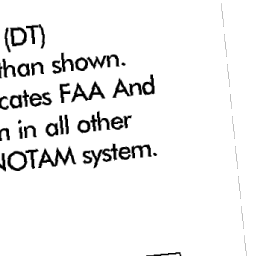 (DT)
than shown.
cates FAA And
n in all other
NOTAM system.